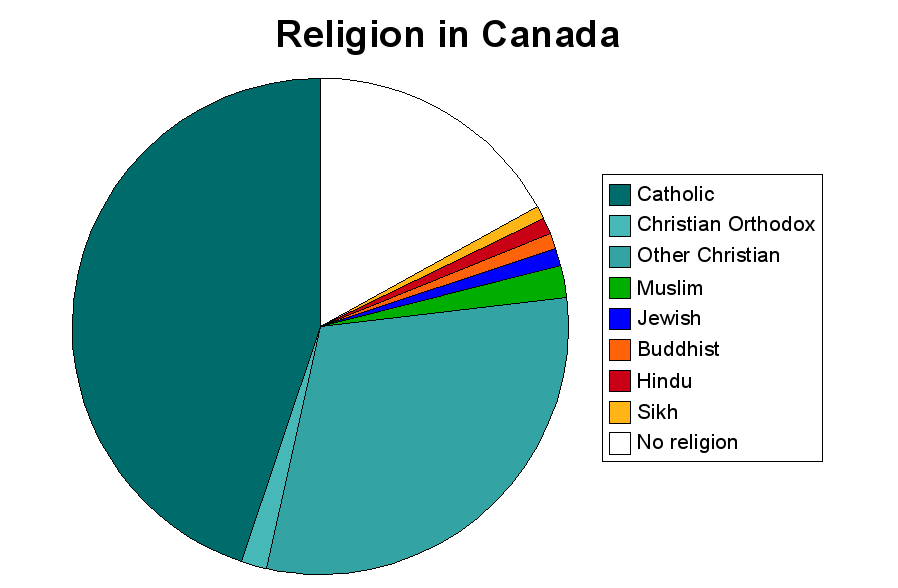 Religion in Canada
Catholic
Christian Orthodox
Other Christian
Muslim
Jewish
Buddhist
Hindu
Sikh
No religion